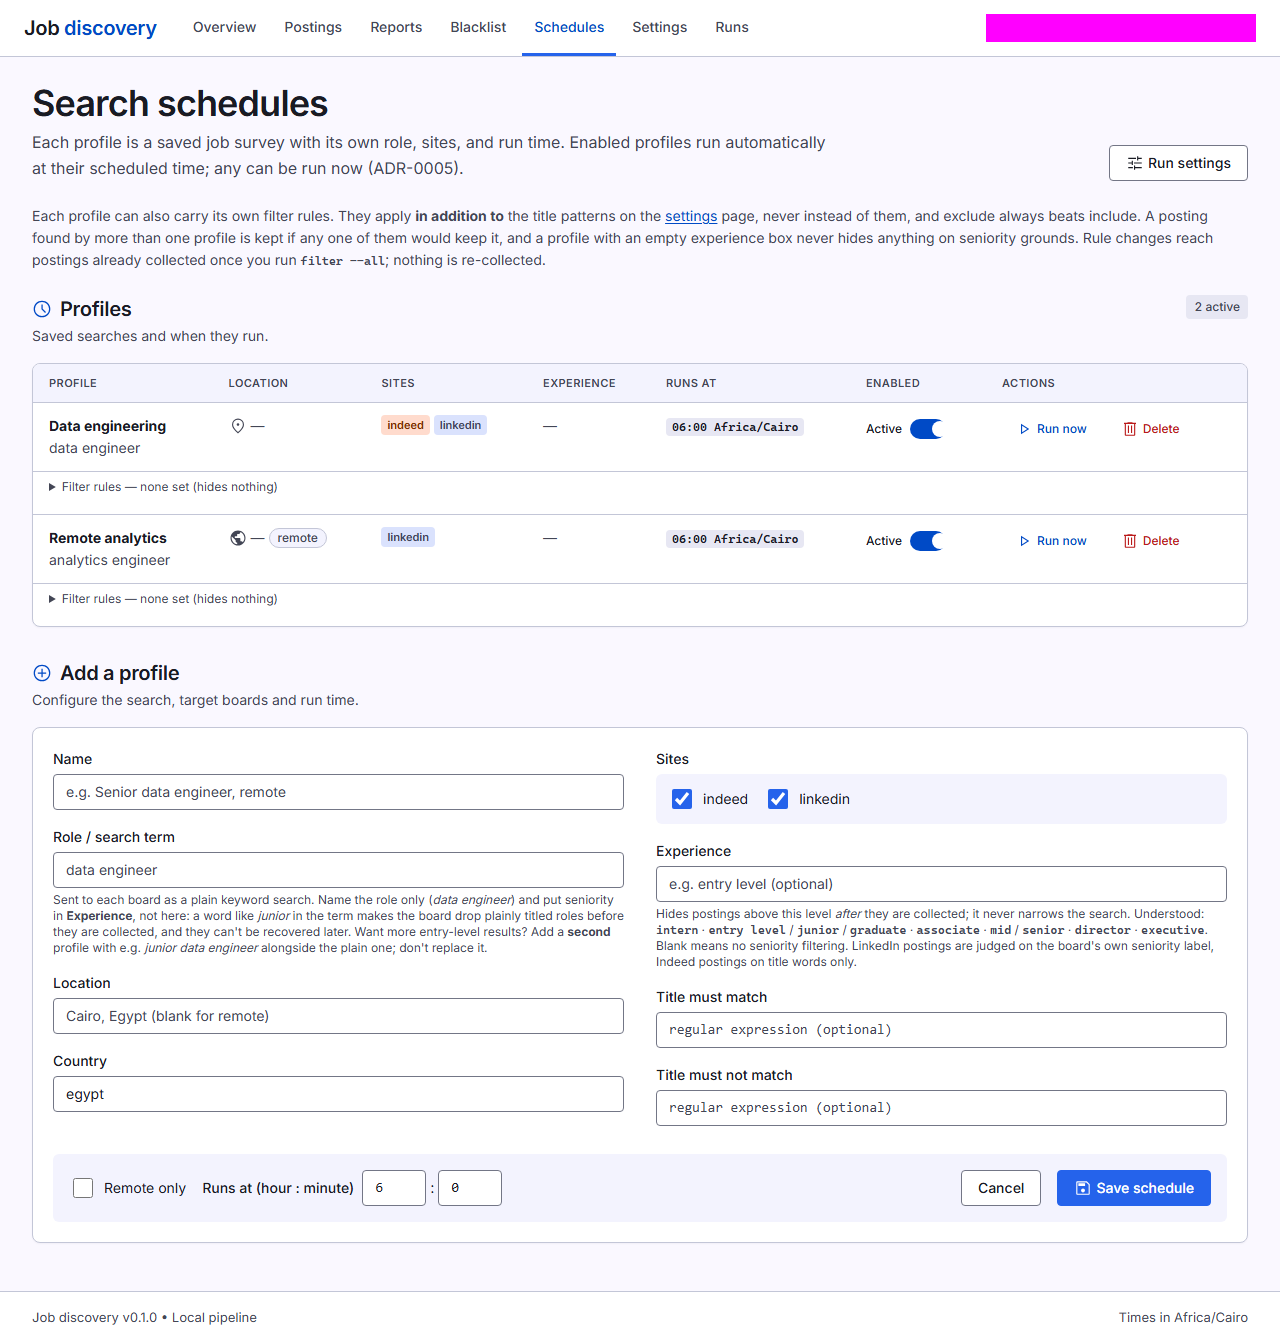 Job discovery
Overview
Postings
Reports
Blacklist
Schedules
Settings
Runs
Search schedules
Each profile is a saved job survey with its own role, sites, and run time. Enabled profiles run automatically
at their scheduled time; any can be run now (ADR-0005).
Run settings
Each profile can also carry its own filter rules. They apply in addition to the title patterns on the settings page, never instead of them, and exclude always beats include. A posting
found by more than one profile is kept if any one of them would keep it, and a profile with an empty experience box never hides anything on seniority grounds. Rule changes reach
postings already collected once you run filter --all; nothing is re-collected.
Profiles
2 active
Saved searches and when they run.
PROFILE LOCATION SITES EXPERIENCE RUNS AT ENABLED ACTIONS
Data engineering — indeed linkedin — 06:00 Africa/Cairo Active Run now Delete
data engineer
Filter rules — none set (hides nothing)
Remote analytics — remote linkedin — 06:00 Africa/Cairo Active Run now Delete
analytics engineer
Filter rules — none set (hides nothing)
Add a profile
Configure the search, target boards and run time.
Name
e.g. Senior data engineer, remote
Role / search term
data engineer
Sent to each board as a plain keyword search. Name the role only (data engineer) and put seniority
in Experience, not here: a word like junior in the term makes the board drop plainly titled roles before
they are collected, and they can't be recovered later. Want more entry-level results? Add a second
profile with e.g. junior data engineer alongside the plain one; don't replace it.
Location
Cairo, Egypt (blank for remote)
Country
egypt
Sites
indeed linkedin
Experience
e.g. entry level (optional)
Hides postings above this level after they are collected; it never narrows the search. Understood:
intern · entry level / junior / graduate · associate · mid / senior · director · executive.
Blank means no seniority filtering. LinkedIn postings are judged on the board's own seniority label,
Indeed postings on title words only.
Title must match
regular expression (optional)
Title must not match
regular expression (optional)
Remote only Runs at (hour : minute) 6 : 0 Cancel Save schedule
Job discovery v0.1.0 • Local pipeline
Times in Africa/Cairo